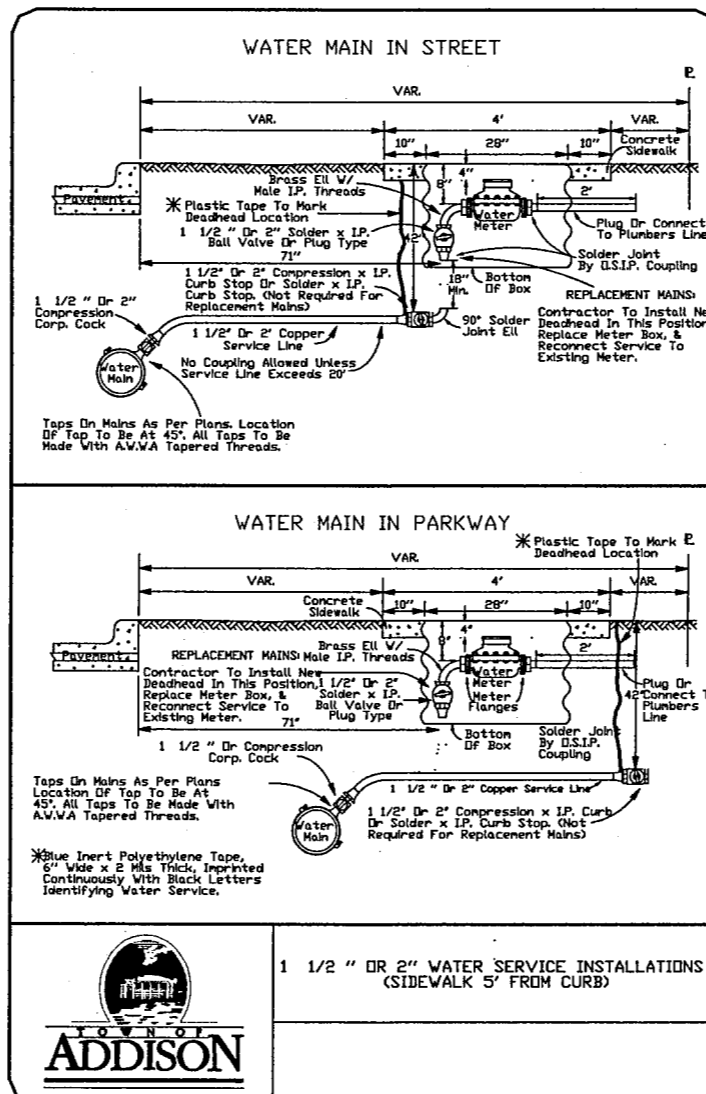 WATER MAIN IN STREET
VAR.
VAR.
4'
VAR.
10"
28"
10"
Concrete
Sidewalk
Pavement
Brass Ell W/
Male I.P. Threads
8"
4"
2'
✳ Plastic Tape To Mark
Deadhead Location
Water
Meter
Plug Or Connect
To Plumbers Line
1 1/2 " Or 2" Solder x I.P.
Ball Valve Or Plug Type
42"
71"
Solder Joint
By O.S.I.P. Coupling
1 1/2" Or 2" Compression x I.P.
Curb Stop Or Solder x I.P.
Curb Stop. (Not Required For
Replacement Mains)
18"
Min.
Bottom
Of Box
REPLACEMENT MAINS:
Contractor To Install Ne
Deadhead In This Position
Replace Meter Box, &
Reconnect Service To
Existing Meter.
1 1/2 " Or 2"
Compression
Corp. Cock
1 1/2" Or 2' Copper
Service Line
90° Solder
Joint Ell
No Coupling Allowed Unless
Service Line Exceeds 20'
Water
Main
Taps On Mains As Per Plans. Location
Of Tap To Be At 45°. All Taps To Be
Made With A.W.W.A Tapered Threads.
WATER MAIN IN PARKWAY
✳ Plastic Tape To Mark
Deadhead Location
VAR.
VAR.
4'
VAR.
Concrete
Sidewalk
10"
28"
10"
Pavement
8"
4"
2'
REPLACEMENT MAINS:
Contractor To Install New
Deadhead In This Position,
Replace Meter Box, &
Reconnect Service To
Existing Meter.
Brass Ell W/
Male I.P. Threads
1 1/2" Or 2"
Solder x I.P.
Ball Valve Or
Plug Type
Water
Meter
Meter
Flanges
42"
Plug Or
Connect T
Plumbers
Line
71"
Bottom
Of Box
Solder Joint
By O.S.I.P.
Coupling
1 1/2 " Or Compression
Corp. Cock
1 1/2 " Or 2" Copper Service Line
Taps On Mains As Per Plans
Location Of Tap To Be At
45°. All Taps To Be Made With
A.W.W.A Tapered Threads.
Water
Main
1 1/2" Or 2" Compression x I.P. Curb
Or Solder x I.P. Curb Stop. (Not
Required For Replacement Mains)
✳Blue Inert Polyethylene Tape,
6" Wide x 2 Mils Thick, Imprinted
Continuously With Black Letters
Identifying Water Service.
TOWN OF
ADDISON
1 1/2 " OR 2" WATER SERVICE INSTALLATIONS
(SIDEWALK 5' FROM CURB)